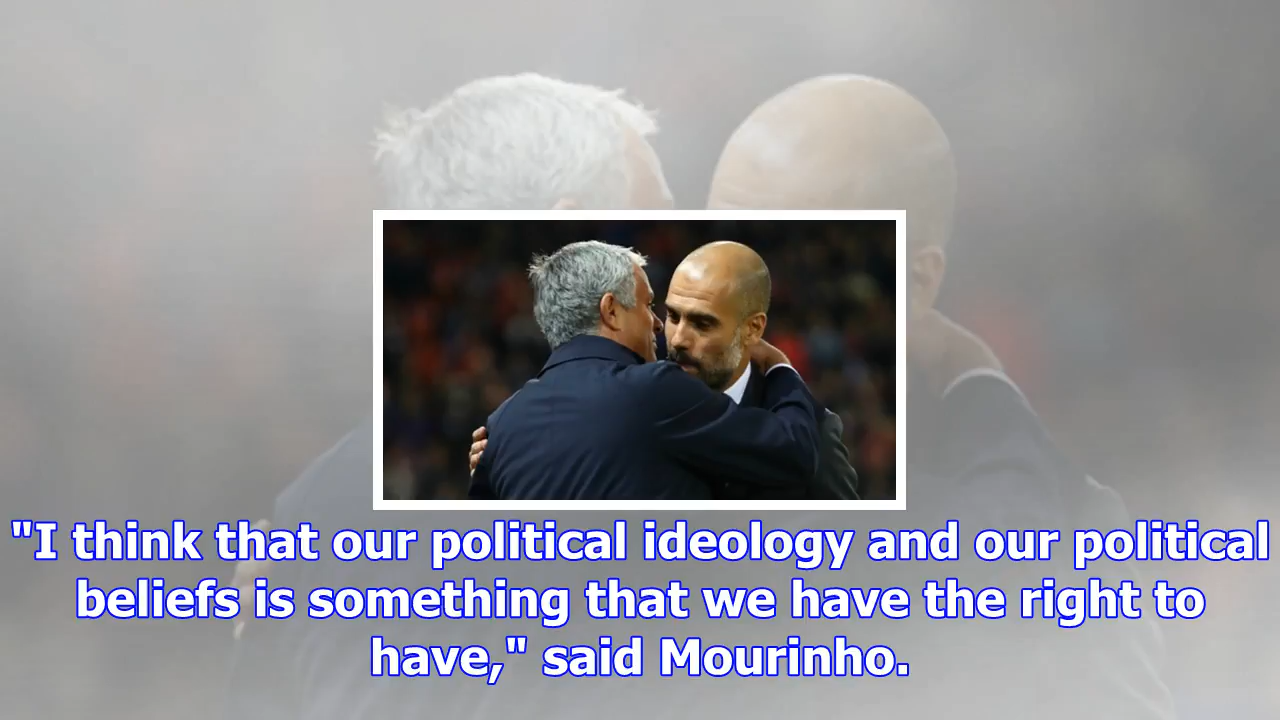 "I think that our political ideology and our political
beliefs is something that we have the right to
have," said Mourinho.